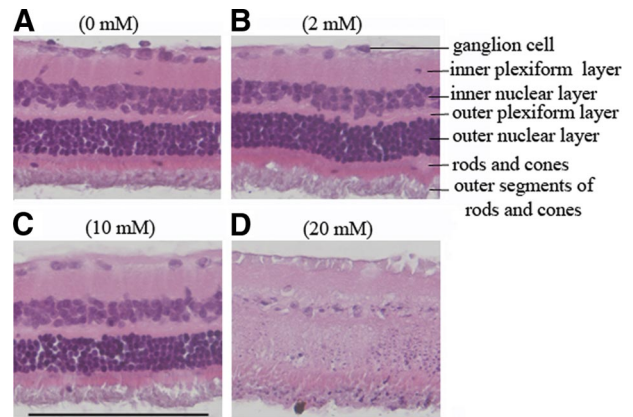 A
(0 mM)
B
(2 mM)
ganglion cell
inner plexiform layer
inner nuclear layer
outer plexiform layer
outer nuclear layer
rods and cones
outer segments of
rods and cones
C
(10 mM)
D
(20 mM)